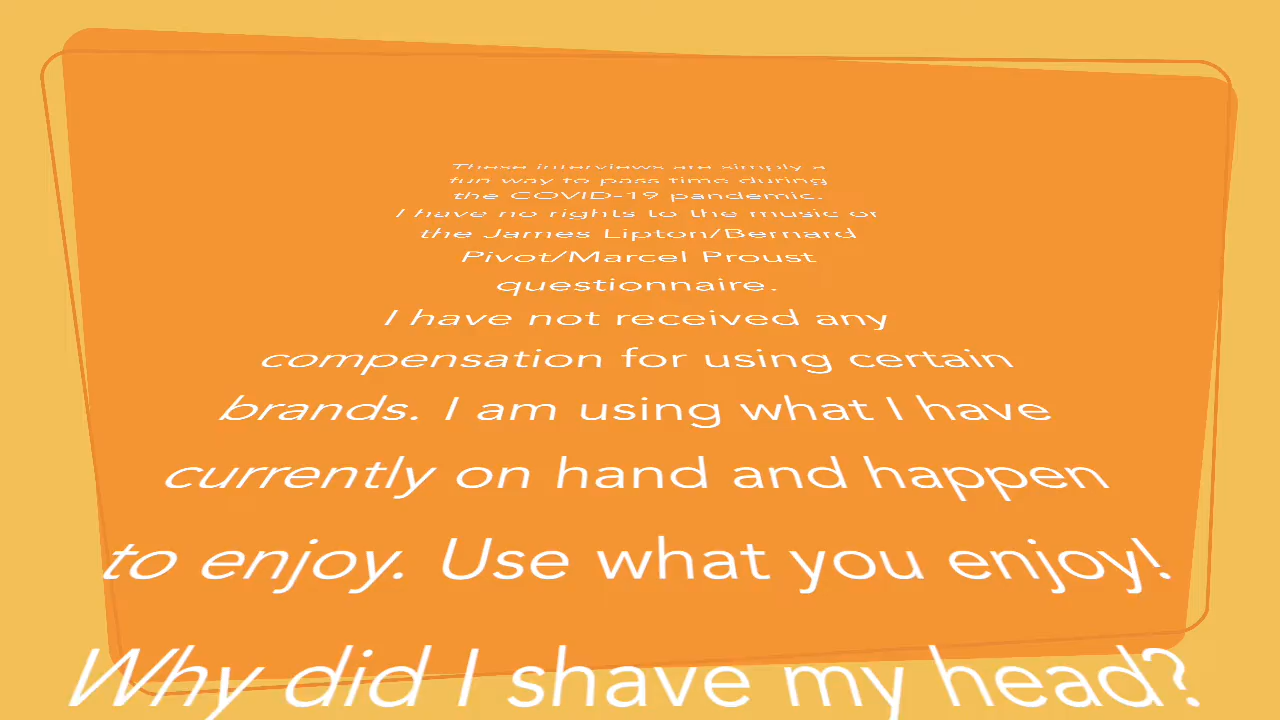 These interviews are simply a
fun way to pass time during
the COVID-19 pandemic.
I have no rights to the music or
the James Lipton/Bernard
Pivot/Marcel Proust
questionnaire.
I have not received any
compensation for using certain
brands. I am using what I have
currently on hand and happen
to enjoy. Use what you enjoy!
Why did I shave my head?